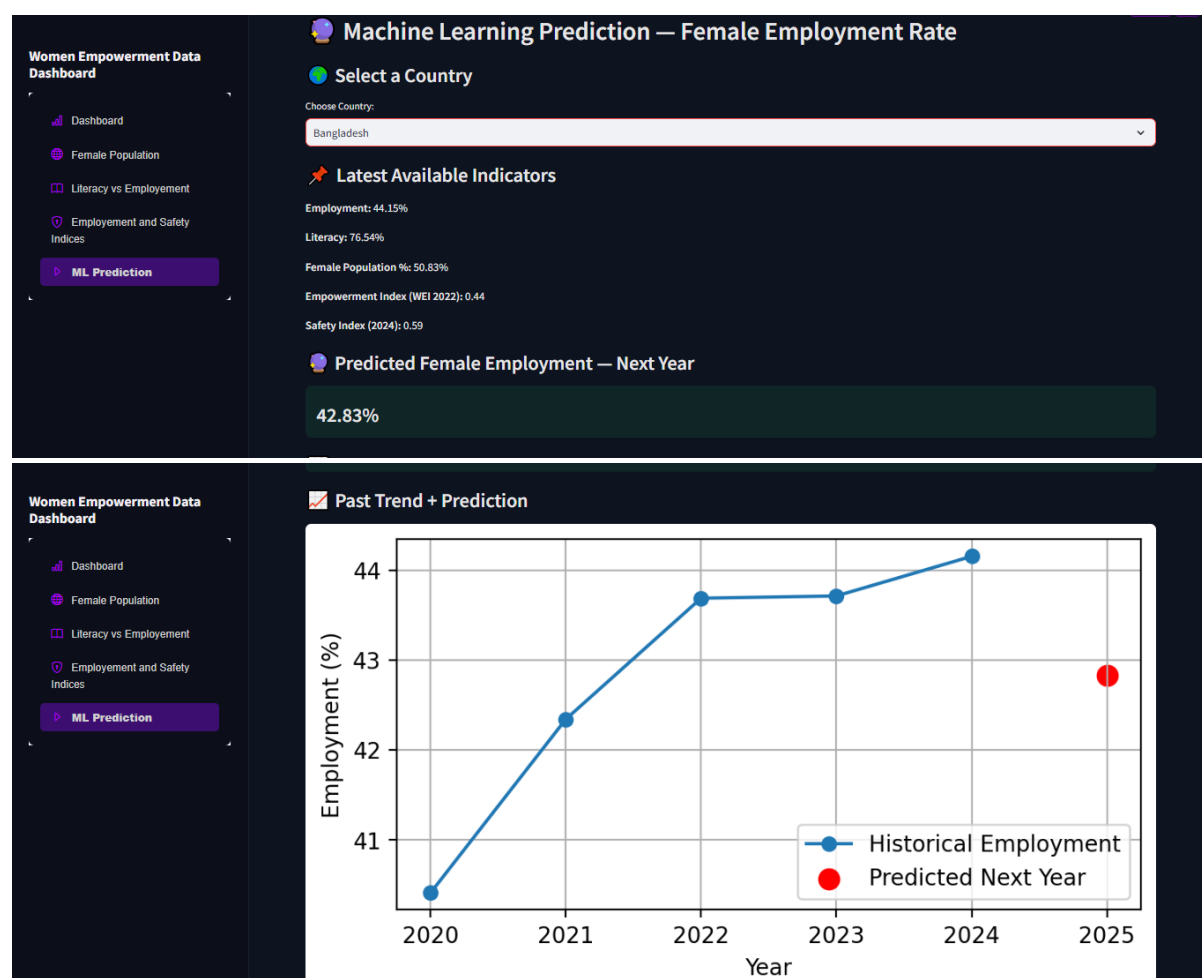 Machine Learning Prediction — Female Employment Rate
Women Empowerment Data
Dashboard
Dashboard
Female Population
Literacy vs Employement
Employement and Safety
Indices
ML Prediction
Select a Country
Choose Country:
Bangladesh
Latest Available Indicators
Employment: 44.15%
Literacy: 76.54%
Female Population %: 50.83%
Empowerment Index (WEI 2022): 0.44
Safety Index (2024): 0.59
Predicted Female Employment — Next Year
42.83%
Women Empowerment Data
Dashboard
Dashboard
Female Population
Literacy vs Employement
Employement and Safety
Indices
ML Prediction
Past Trend + Prediction
Employment (%)
44
43
42
41
Historical Employment
Predicted Next Year
2020 2021 2022 2023 2024 2025
Year